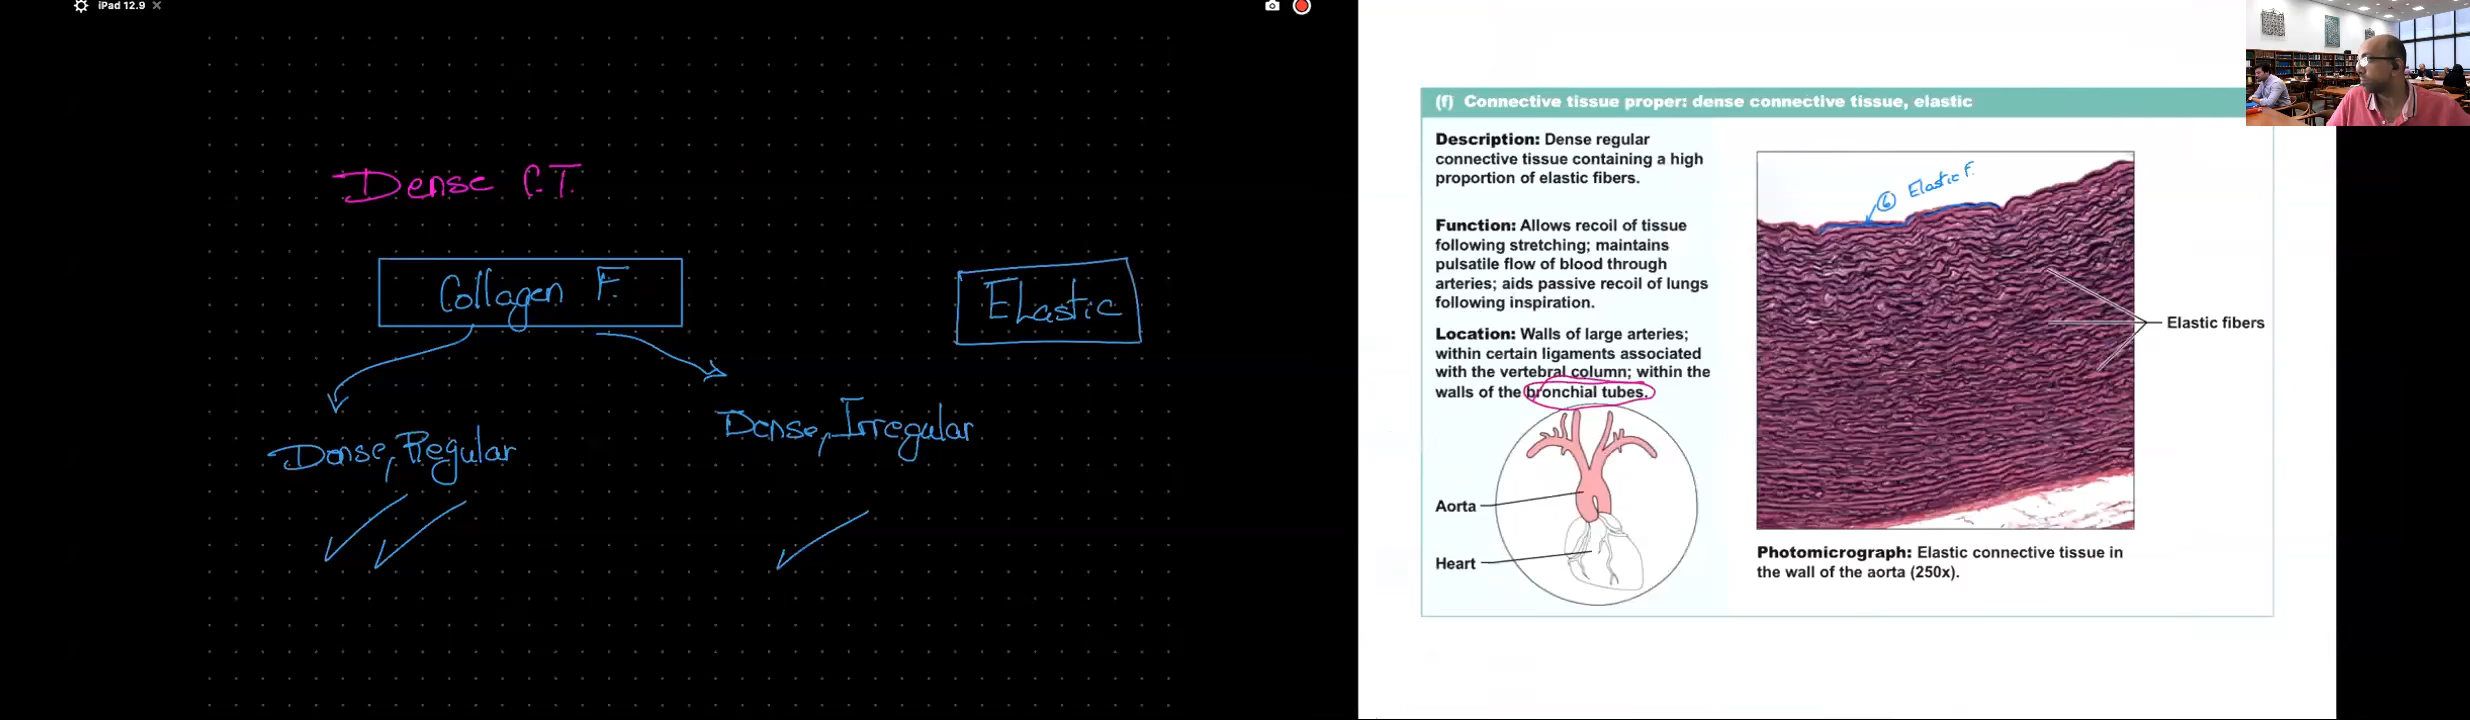 iPad 12.9
Dense C.T.
Collagen F.
Elastic
Dense, Regular
Dense, Irregular
(f) Connective tissue proper: dense connective tissue, elastic
Description: Dense regular
connective tissue containing a high
proportion of elastic fibers.
Function: Allows recoil of tissue
following stretching; maintains
pulsatile flow of blood through
arteries; aids passive recoil of lungs
following inspiration.
Location: Walls of large arteries;
within certain ligaments associated
with the vertebral column; within the
walls of the bronchial tubes.
Aorta
Heart
Elastic F.
Elastic fibers
Photomicrograph: Elastic connective tissue in
the wall of the aorta (250x).